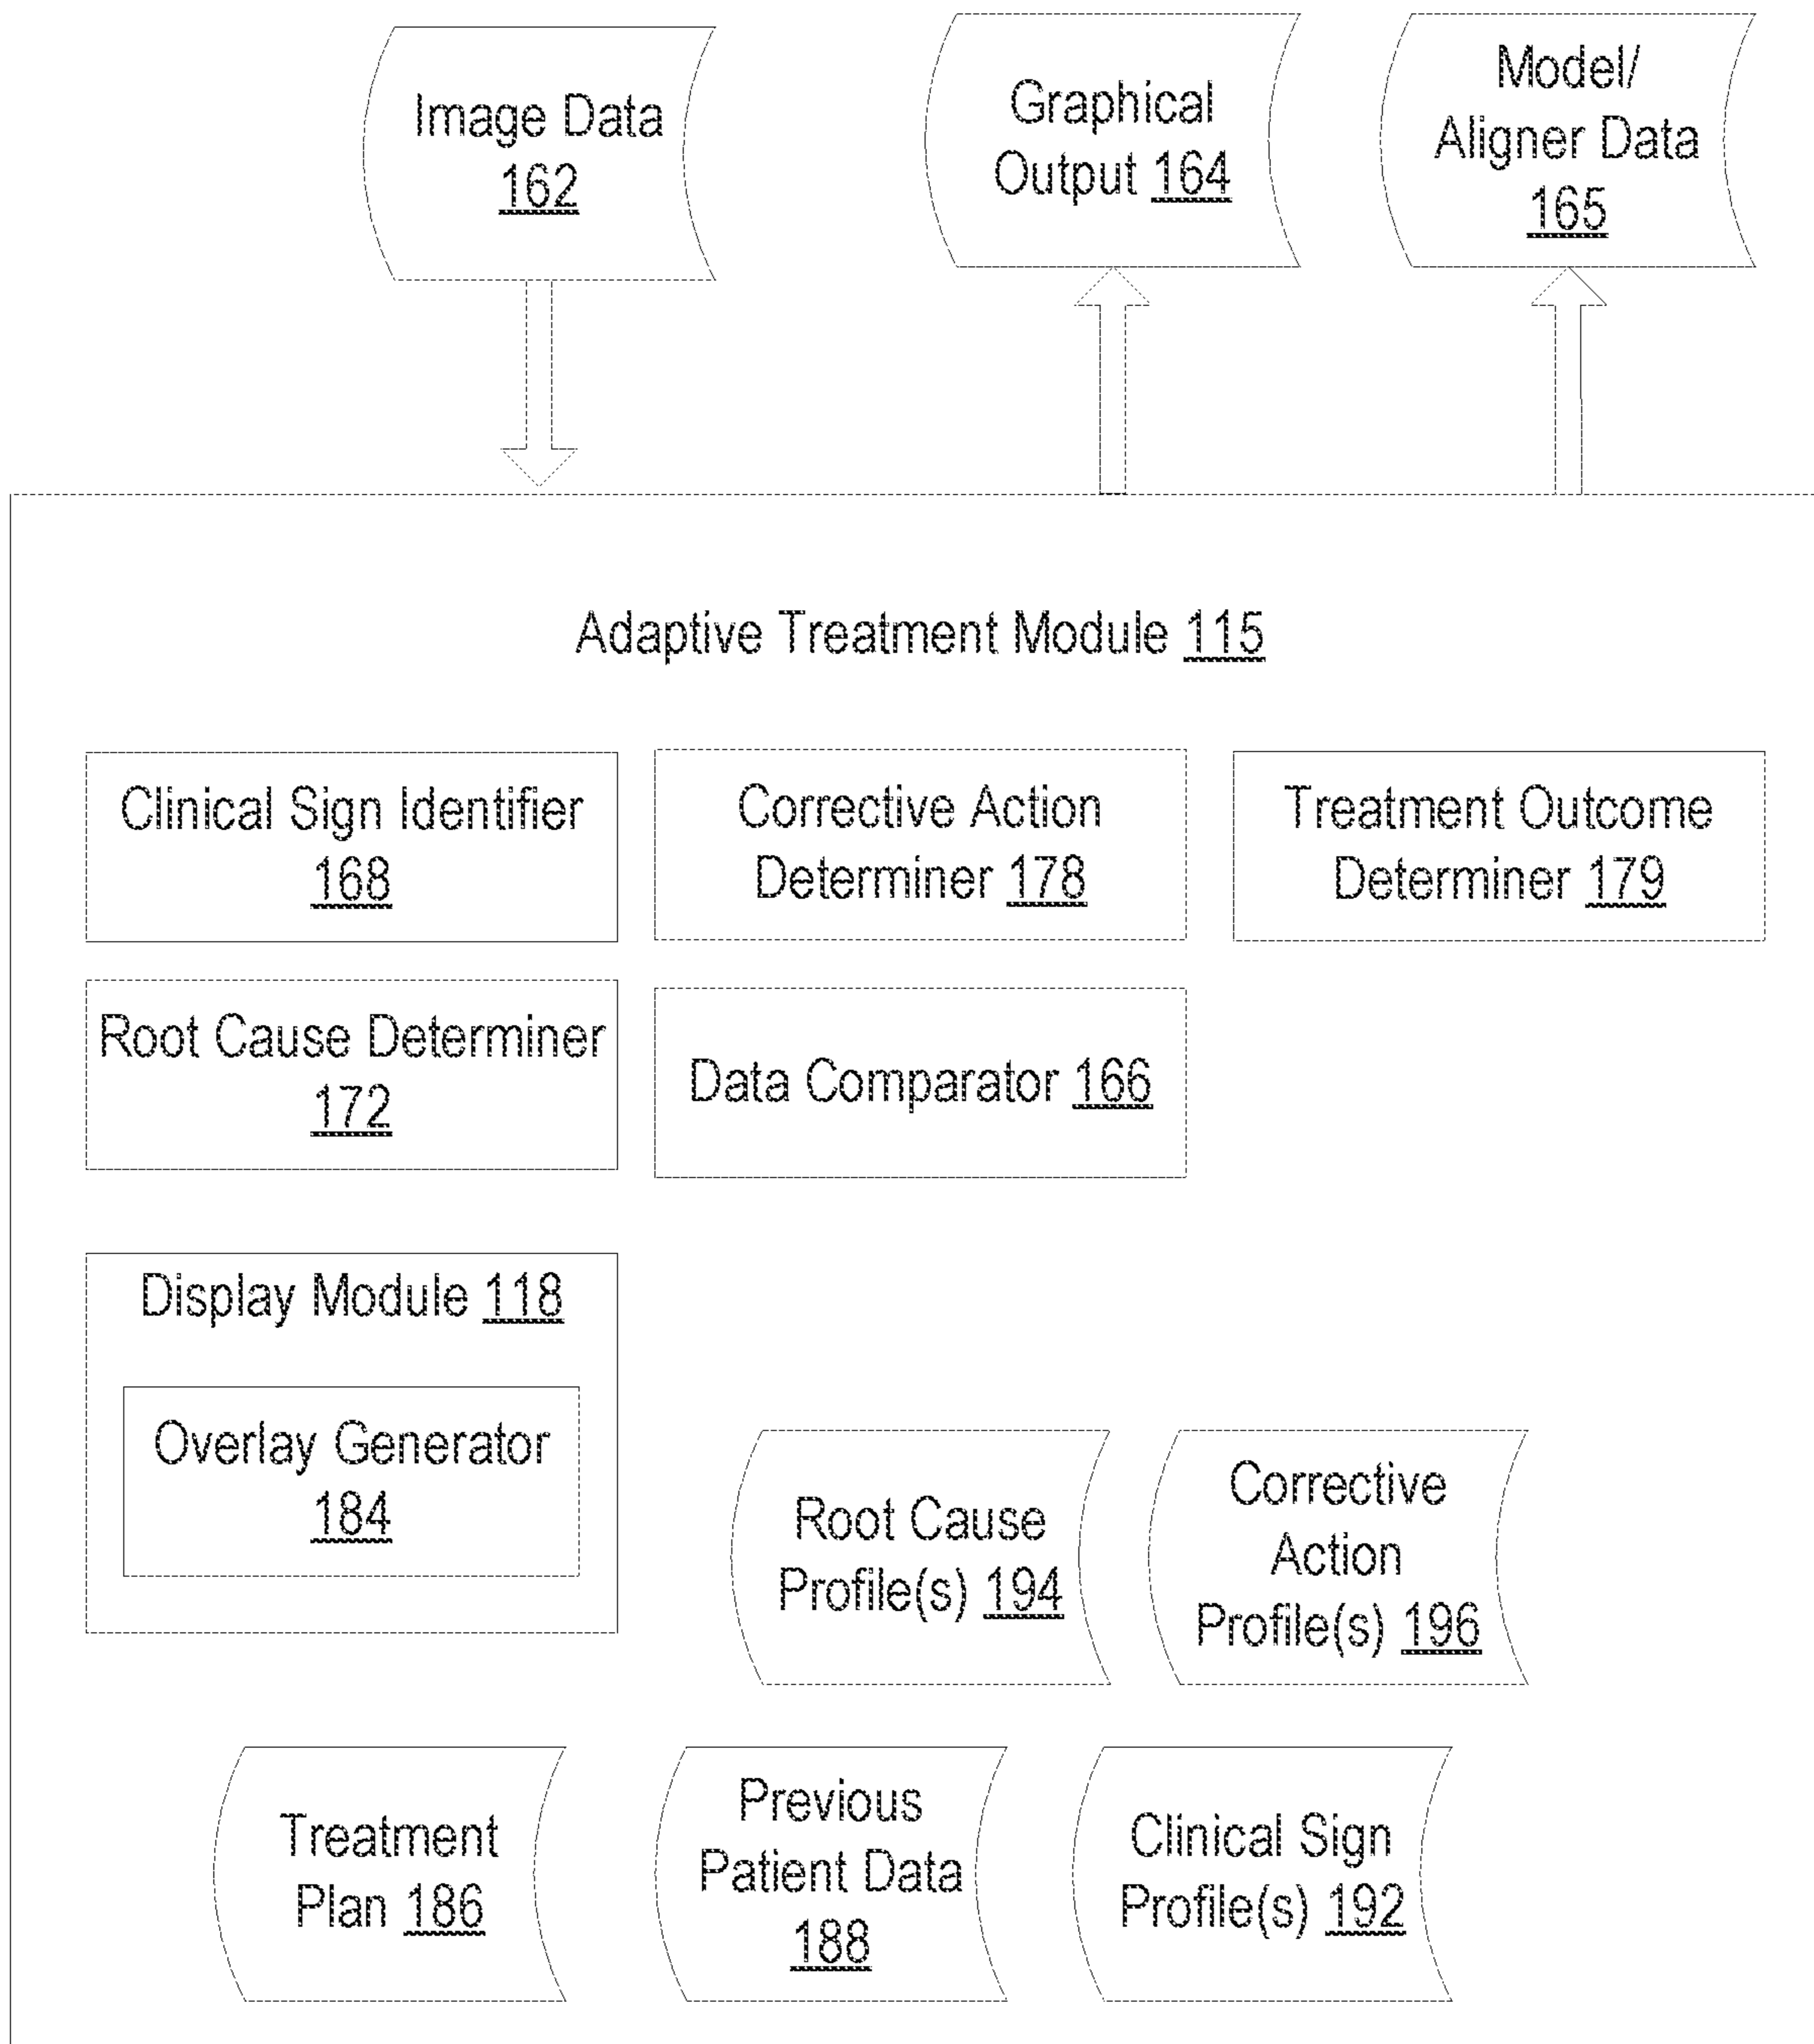 Image Data
162
Graphical
Output 164
Model/
Aligner Data
165
Adaptive Treatment Module 115
Clinical Sign Identifier
168
Corrective Action
Determiner 178
Treatment Outcome
Determiner 179
Root Cause Determiner
172
Data Comparator 166
Display Module 118
Overlay Generator
184
Root Cause
Profile(s) 194
Corrective
Action
Profile(s) 196
Treatment
Plan 186
Previous
Patient Data
188
Clinical Sign
Profile(s) 192